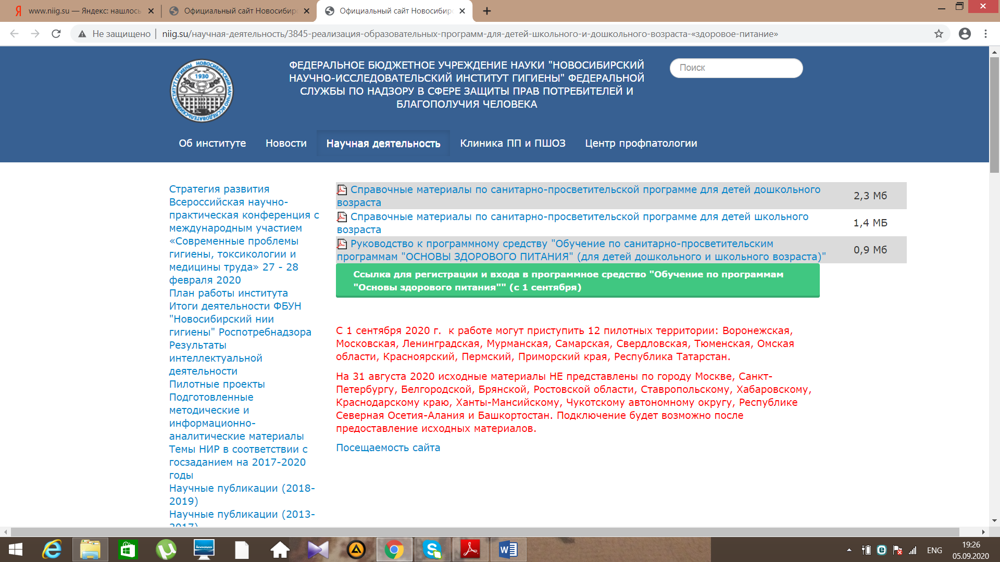 www.niig.su — Яндекс: нашлось
Официальный сайт Новосибирс
Официальный сайт Новосибирс
Не защищено
niig.su/научная-деятельность/3845-реализация-образовательных-программ-для-детей-школьного-и-дошкольного-возраста-«здоровое-питание»
1930
ФЕДЕРАЛЬНОЕ БЮДЖЕТНОЕ УЧРЕЖДЕНИЕ НАУКИ "НОВОСИБИРСКИЙ
НАУЧНО-ИССЛЕДОВАТЕЛЬСКИЙ ИНСТИТУТ ГИГИЕНЫ" ФЕДЕРАЛЬНОЙ
СЛУЖБЫ ПО НАДЗОРУ В СФЕРЕ ЗАЩИТЫ ПРАВ ПОТРЕБИТЕЛЕЙ И
БЛАГОПОЛУЧИЯ ЧЕЛОВЕКА
Поиск
Об институте
Новости
Научная деятельность
Клиника ПП и ПШОЗ
Центр профпатологии
Стратегия развития
Всероссийская научно-
практическая конференция с
международным участием
«Современные проблемы
гигиены, токсикологии и
медицины труда» 27 - 28
февраля 2020
План работы института
Итоги деятельности ФБУН
"Новосибирский нии
гигиены" Роспотребнадзора
Результаты
интеллектуальной
деятельности
Пилотные проекты
Подготовленные
методические и
информационно-
аналитические материалы
Темы НИР в соответствии с
госзаданием на 2017-2020
годы
Научные публикации (2018-
2019)
Научные публикации (2013-
2017)
Справочные материалы по санитарно-просветительской программе для детей дошкольного
возраста
2,3 Мб
Справочные материалы по санитарно-просветительской программе для детей школьного
возраста
1,4 МБ
Руководство к программному средству "Обучение по санитарно-просветительским
программам "ОСНОВЫ ЗДОРОВОГО ПИТАНИЯ" (для детей дошкольного и школьного возраста)"
0,9 Мб
Ссылка для регистрации и входа в программное средство "Обучение по программам
"Основы здорового питания"" (с 1 сентября)
С 1 сентября 2020 г.  к работе могут приступить 12 пилотных территории: Воронежская,
Московская, Ленинградская, Мурманская, Самарская, Свердловская, Тюменская, Омская
области, Красноярский, Пермский, Приморский края, Республика Татарстан.
На 31 августа 2020 исходные материалы НЕ представлены по городу Москве, Санкт-
Петербургу, Белгородской, Брянской, Ростовской области, Ставропольскому, Хабаровскому,
Краснодарскому краю, Ханты-Мансийскому, Чукотскому автономному округу, Республике
Северная Осетия-Алания и Башкортостан. Подключение будет возможно после
предоставление исходных материалов.
Посещаемость сайта
ENG
19:26
05.09.2020